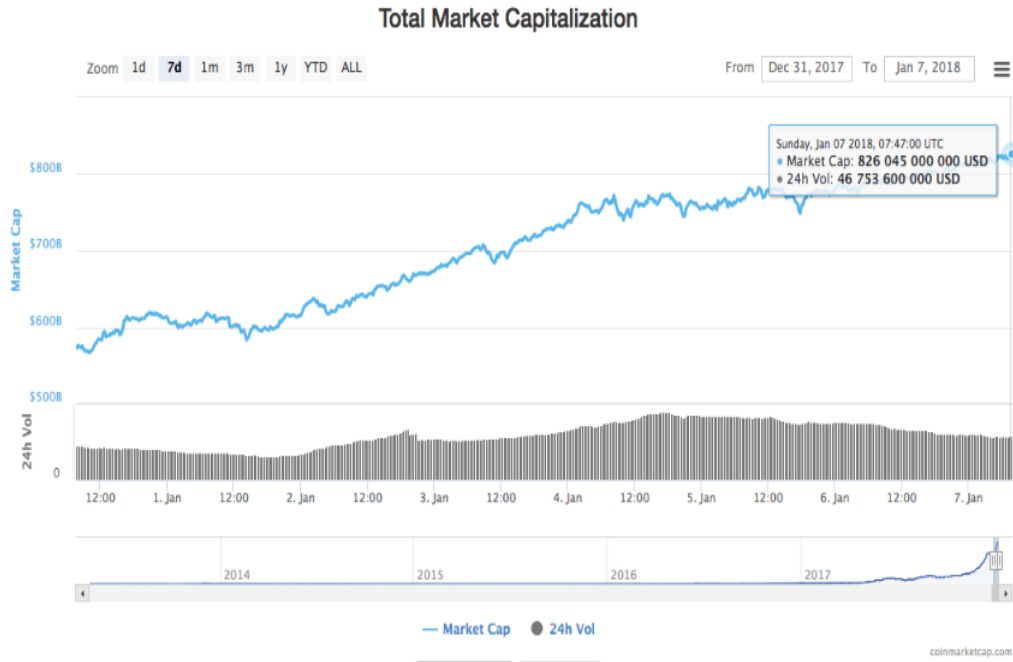 Total Market Capitalization
Zoom 1d 7d 1m 3m 1y YTD ALL
From Dec 31, 2017 To Jan 7, 2018
Sunday, Jan 07 2018, 07:47:00 UTC
• Market Cap: 826 045 000 000 USD
• 24h Vol: 46 753 600 000 USD
Market Cap
$800B
$700B
$600B
$500B
24h Vol
0
12:00 1. Jan 12:00 2. Jan 12:00 3. Jan 12:00 4. Jan 12:00 5. Jan 12:00 6. Jan 12:00 7. Jan
2014 2015 2016 2017
Market Cap 24h Vol
coinmarketcap.com